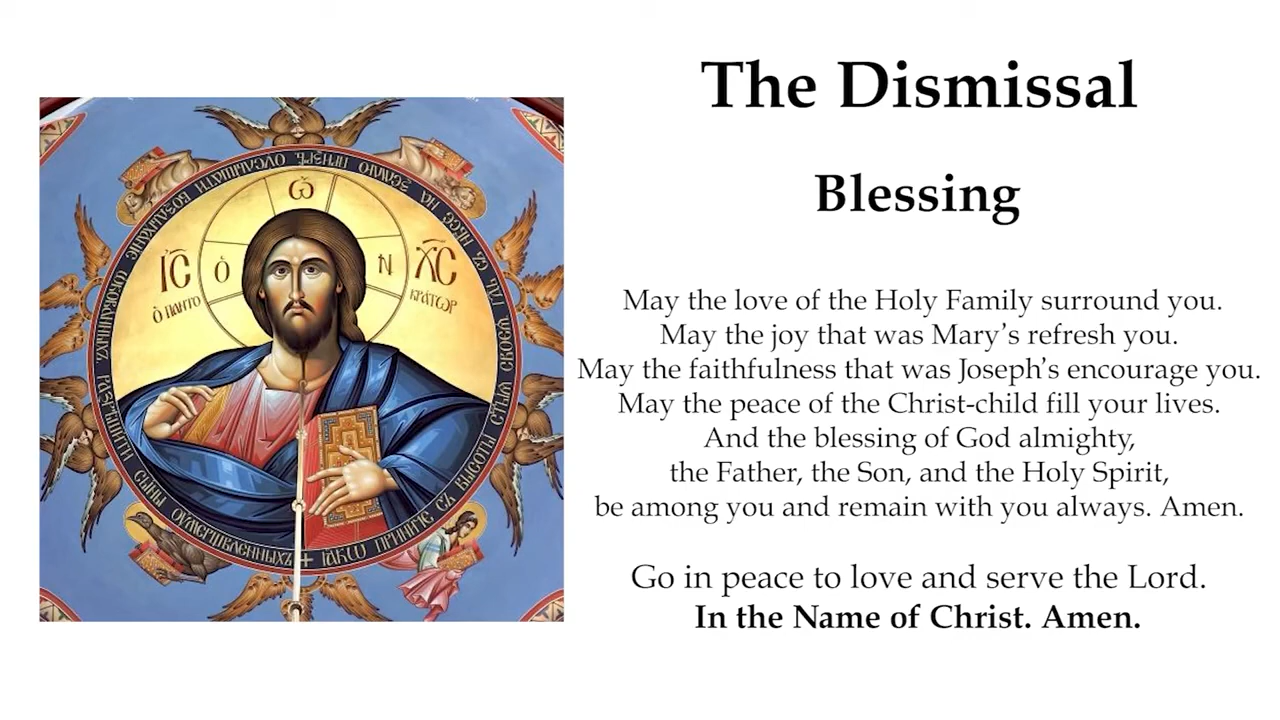 The Dismissal
Blessing
May the love of the Holy Family surround you.
May the joy that was Mary’s refresh you.
May the faithfulness that was Joseph’s encourage you.
May the peace of the Christ-child fill your lives.
And the blessing of God almighty,
the Father, the Son, and the Holy Spirit,
be among you and remain with you always. Amen.
Go in peace to love and serve the Lord.
In the Name of Christ. Amen.
ὁ ὢ Ν
ἸC X͠C
ὁ ΠΑΝΤΟ
ΚΡΆΤΩΡ